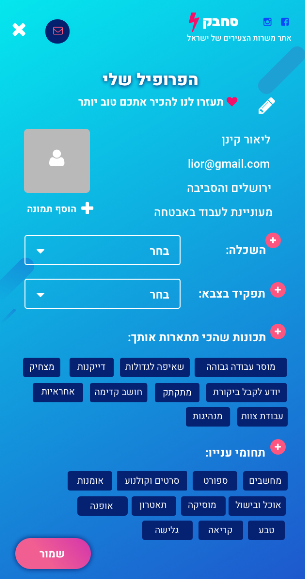 סחבק
אתר משרות הצעירים של ישראל
הפרופיל שלי
תעזרו לנו להכיר אתכם טוב יותר
ליאור קינן
lior@gmail.com
ירושלים והסביבה
מעוניינת לעבוד באבטחה
הוסף תמונה
השכלה:
בחר
תפקיד בצבא:
בחר
תכונות שהכי מתארות אותך:
מוסר עבודה גבוהה שאיפה לגדולות דייקנות מצחיק
יודע לקבל ביקורת מתקתק חושב קדימה אחראיות
עבודת צוות מנהיגות
תחומי עניין:
מחשבים ספורט סרטים וקולנוע אומנות
אוכל ובישול מוסיקה תאטרון אופנה
טבע קריאה גלישה
שמור